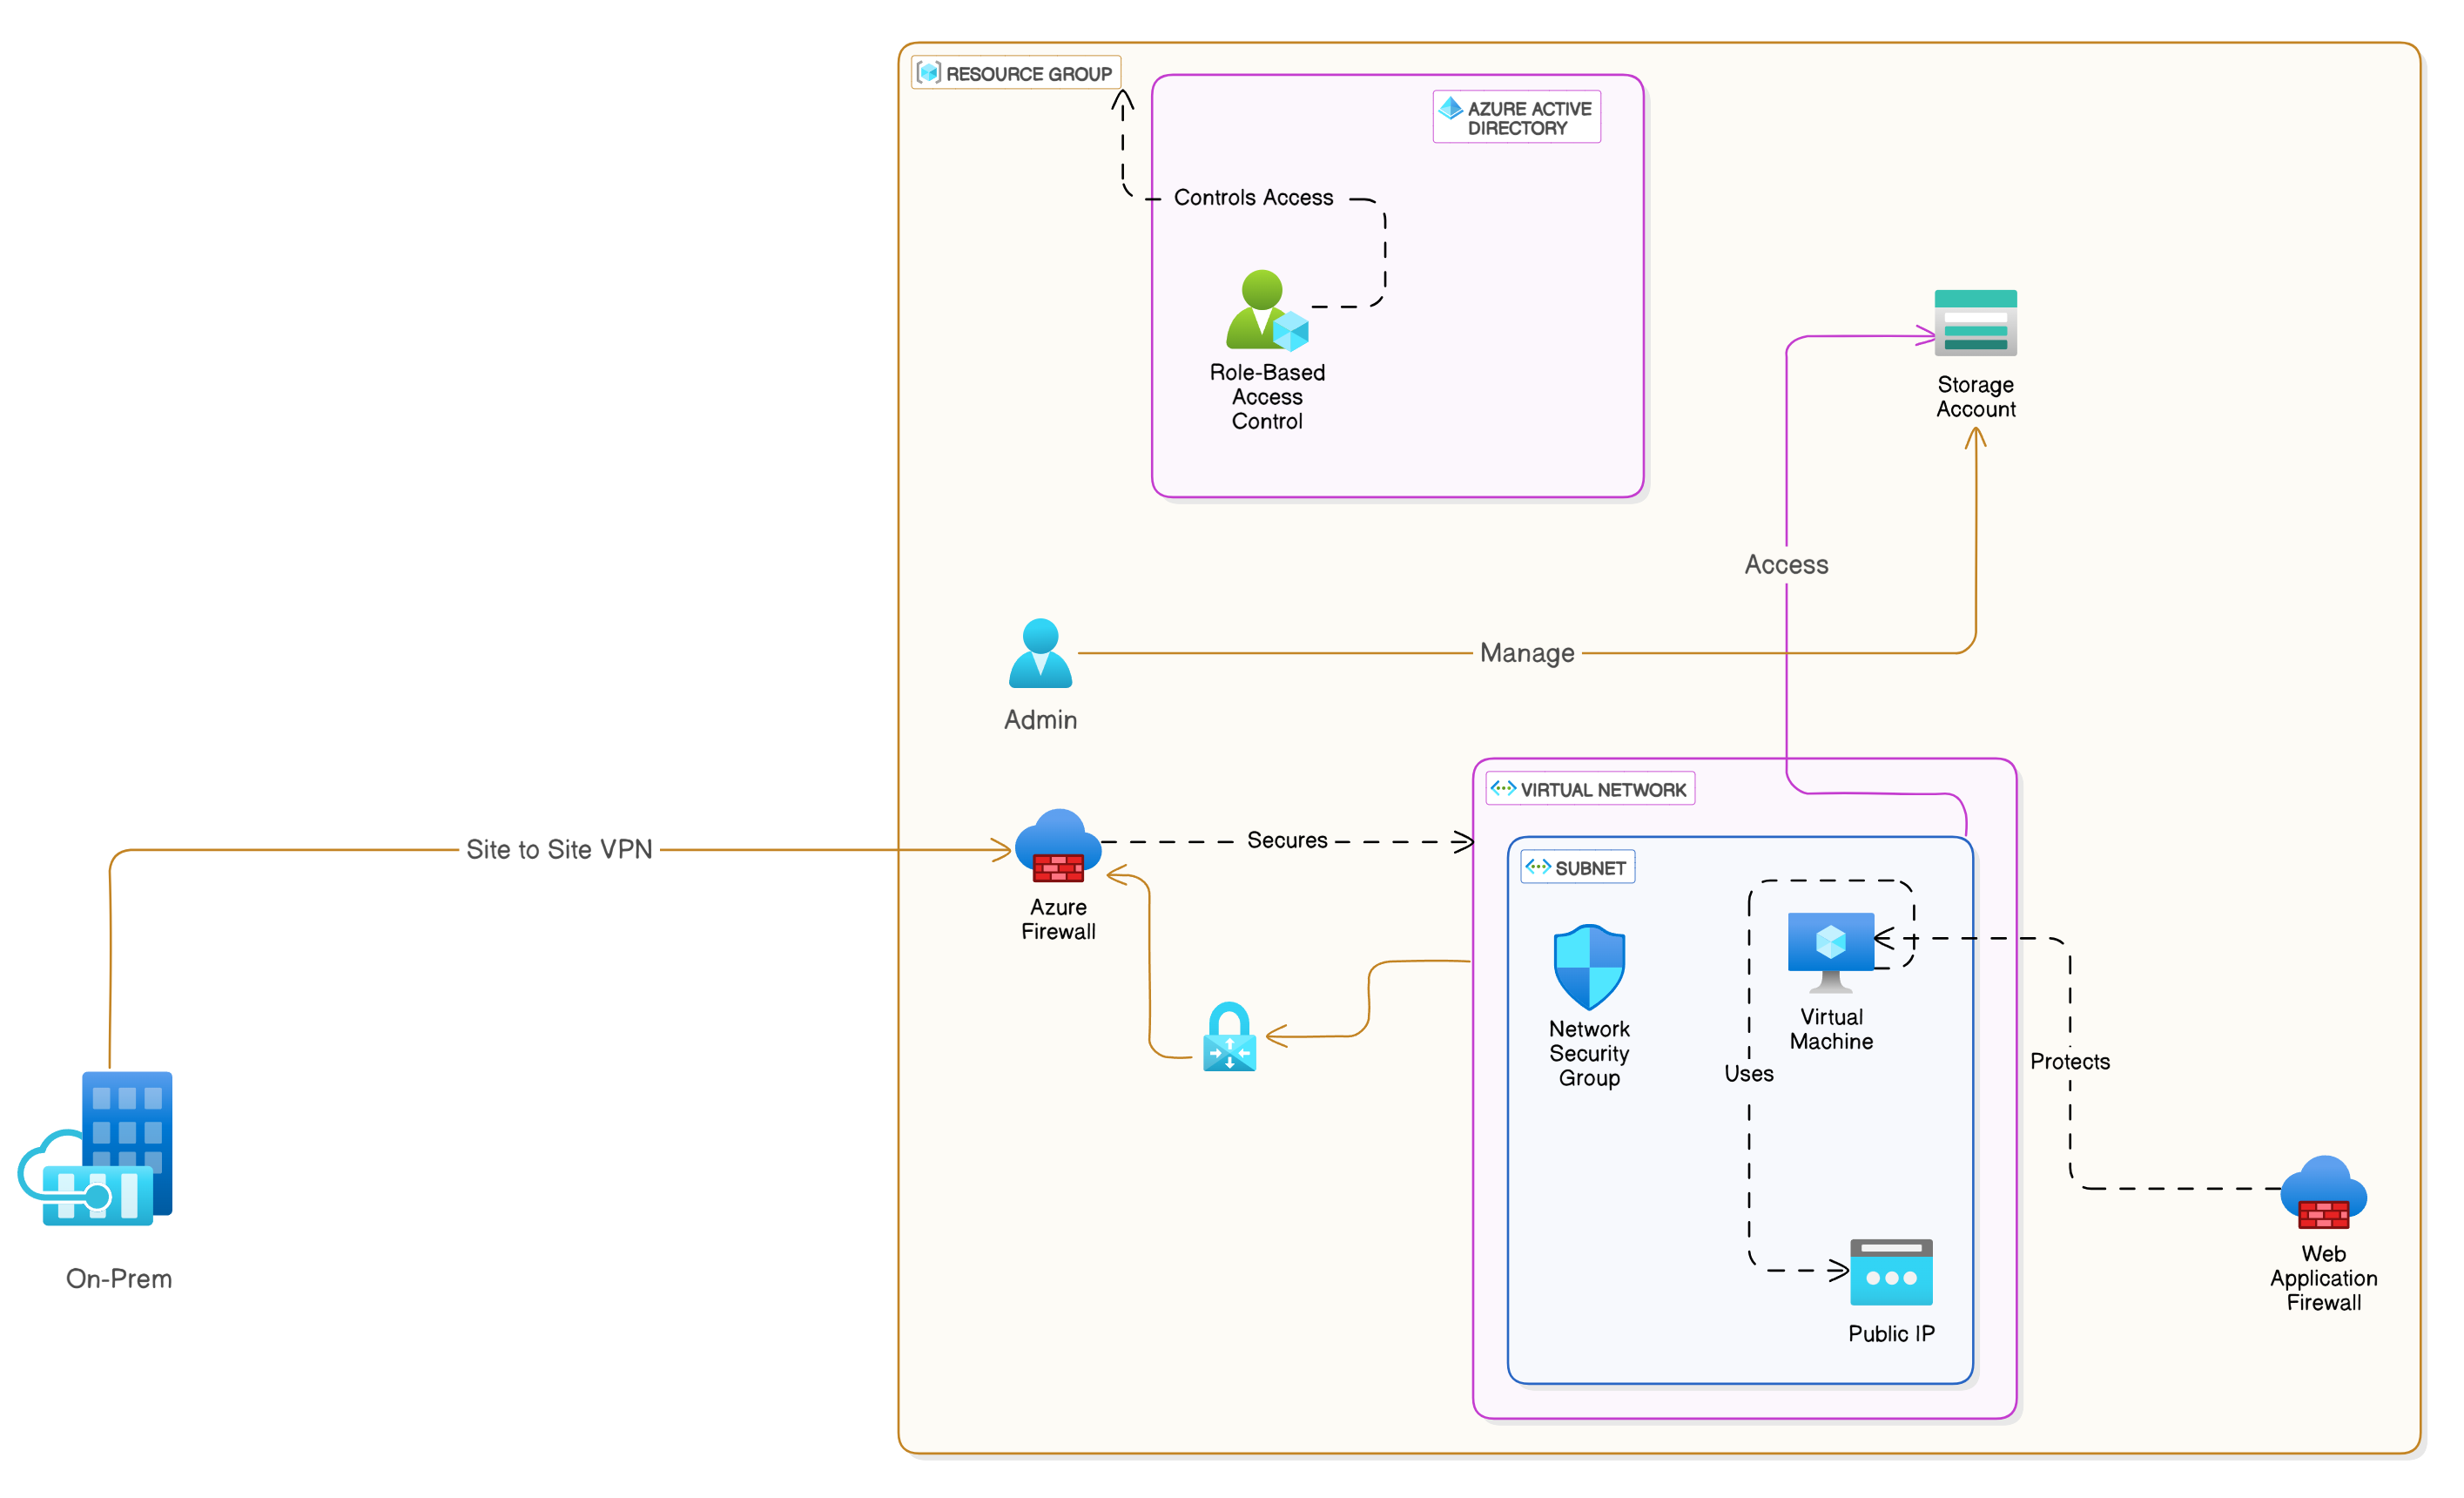 RESOURCE GROUP
AZURE ACTIVE
DIRECTORY
Controls Access
Role-Based
Access
Control
Storage
Account
Access
Manage
Admin
VIRTUAL NETWORK
Site to Site VPN
Secures
SUBNET
Azure
Firewall
Network
Security
Group
Virtual
Machine
Uses
Protects
On-Prem
Web
Application
Firewall
Public IP